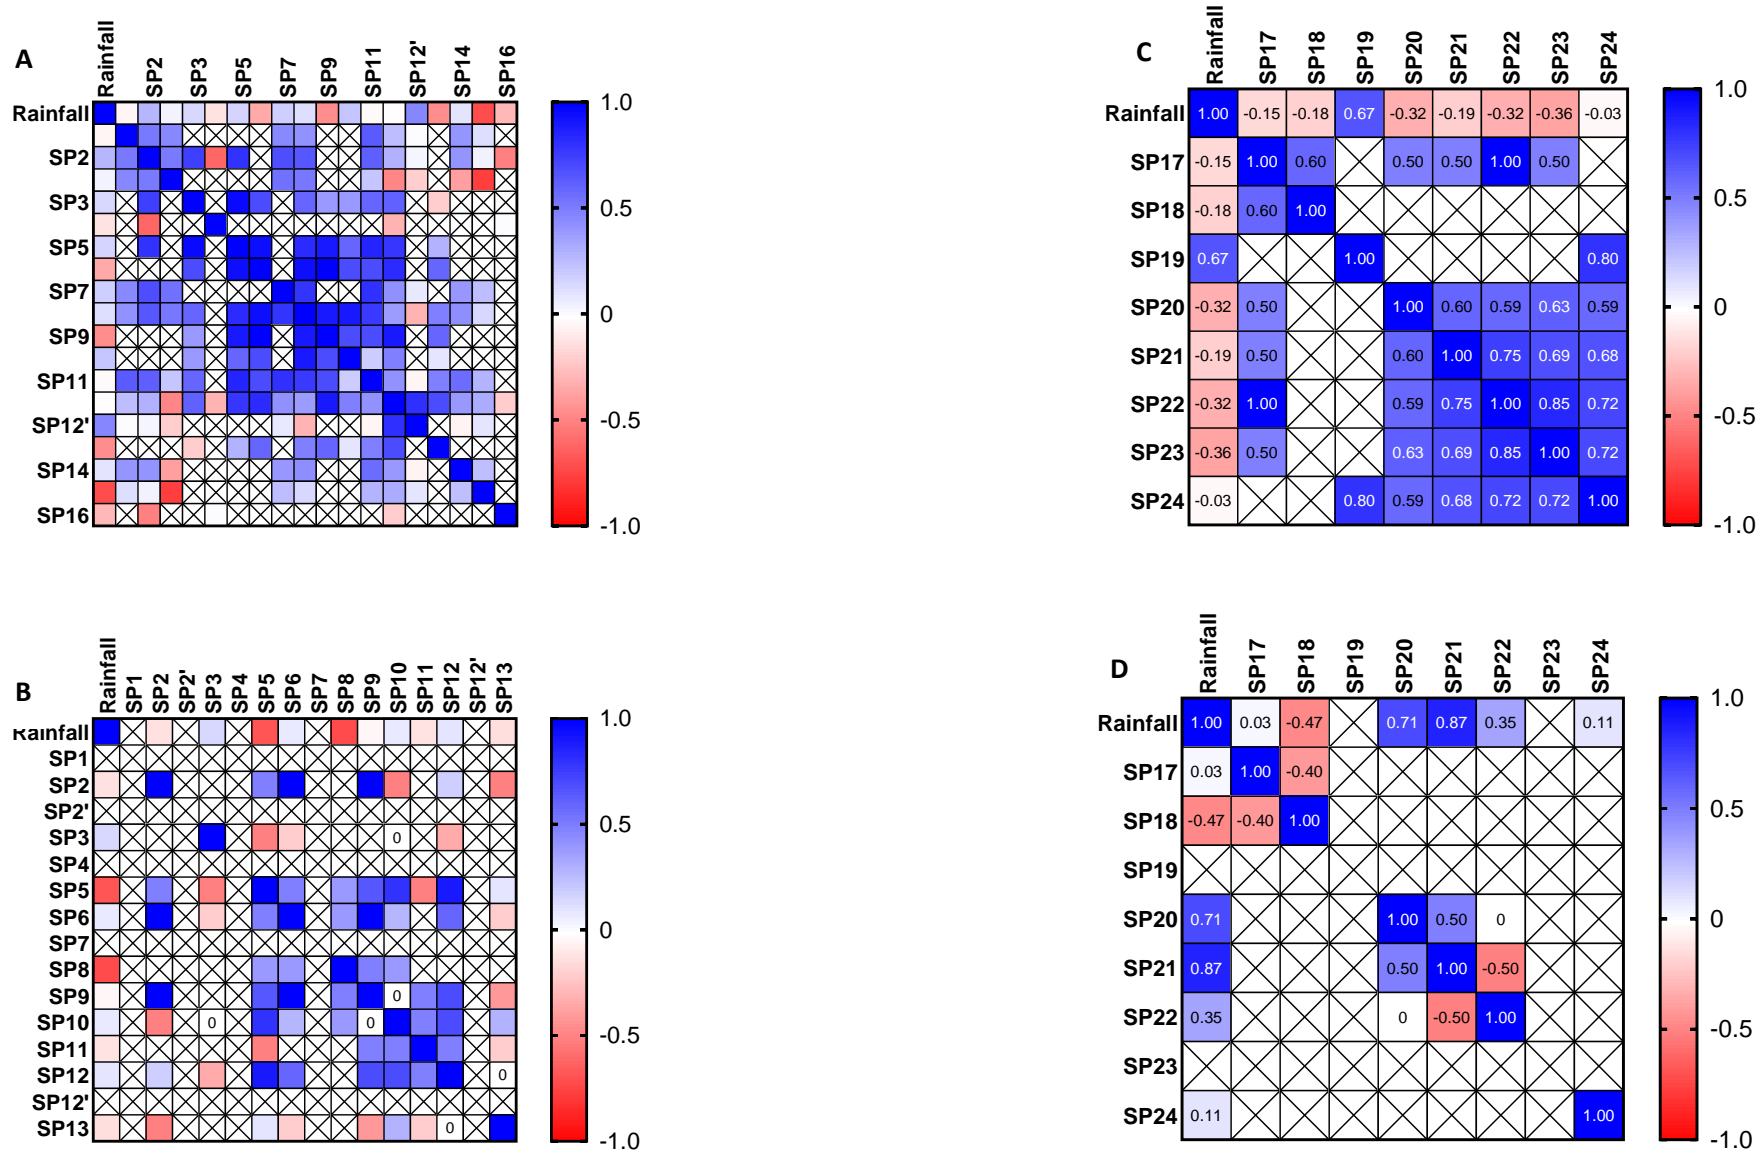 A
Rainfall SP2 SP3 SP5 SP7 SP9 SP11 SP12' SP14 SP16
Rainfall
SP2
SP3
SP5
SP7
SP9
SP11
SP12'
SP14
SP16
1.0
0.5
0
-0.5
-1.0
C
Rainfall SP17 SP18 SP19 SP20 SP21 SP22 SP23 SP24
Rainfall 1.00 -0.15 -0.18 0.67 -0.32 -0.19 -0.32 -0.36 -0.03
SP17 -0.15 1.00 0.60 0.50 0.50 1.00 0.50
SP18 -0.18 0.60 1.00
SP19 0.67 1.00 0.80
SP20 -0.32 0.50 1.00 0.60 0.59 0.63 0.59
SP21 -0.19 0.50 0.60 1.00 0.75 0.69 0.68
SP22 -0.32 1.00 0.59 0.75 1.00 0.85 0.72
SP23 -0.36 0.50 0.63 0.69 0.85 1.00 0.72
SP24 -0.03 0.80 0.59 0.68 0.72 0.72 1.00
1.0
0.5
0
-0.5
-1.0
B
Rainfall SP1 SP2 SP2' SP3 SP4 SP5 SP6 SP7 SP8 SP9 SP10 SP11 SP12 SP12' SP13
Rainfall
SP1
SP2
SP2'
SP3 0
SP4
SP5
SP6
SP7
SP8
SP9 0
SP10 0 0
SP11
SP12 0
SP12'
SP13 0
1.0
0.5
0
-0.5
-1.0
D
Rainfall SP17 SP18 SP19 SP20 SP21 SP22 SP23 SP24
Rainfall 1.00 0.03 -0.47 0.71 0.87 0.35 0.11
SP17 0.03 1.00 -0.40
SP18 -0.47 -0.40 1.00
SP19
SP20 0.71 1.00 0.50 0
SP21 0.87 0.50 1.00 -0.50
SP22 0.35 0 -0.50 1.00
SP23
SP24 0.11 1.00
1.0
0.5
0
-0.5
-1.0